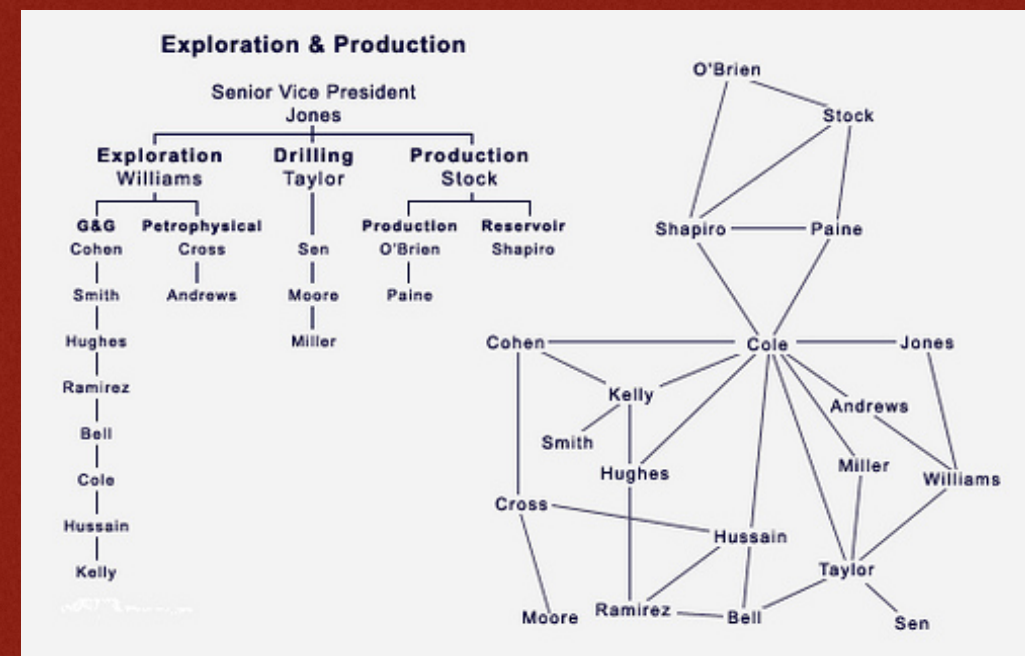 Exploration & Production
Senior Vice President
Jones
Exploration Drilling Production
Williams Taylor Stock
G&G Petrophysical Production Reservoir
Cohen Cross Sen O'Brien Shapiro
Smith Andrews Moore Paine
Hughes Miller
Ramirez
Bell
Cole
Hussain
Kelly
O'Brien
Stock
Shapiro Paine
Cohen Cole Jones
Kelly
Andrews
Smith
Hughes Miller Williams
Cross
Hussain
Taylor
Moore Ramirez Bell Sen